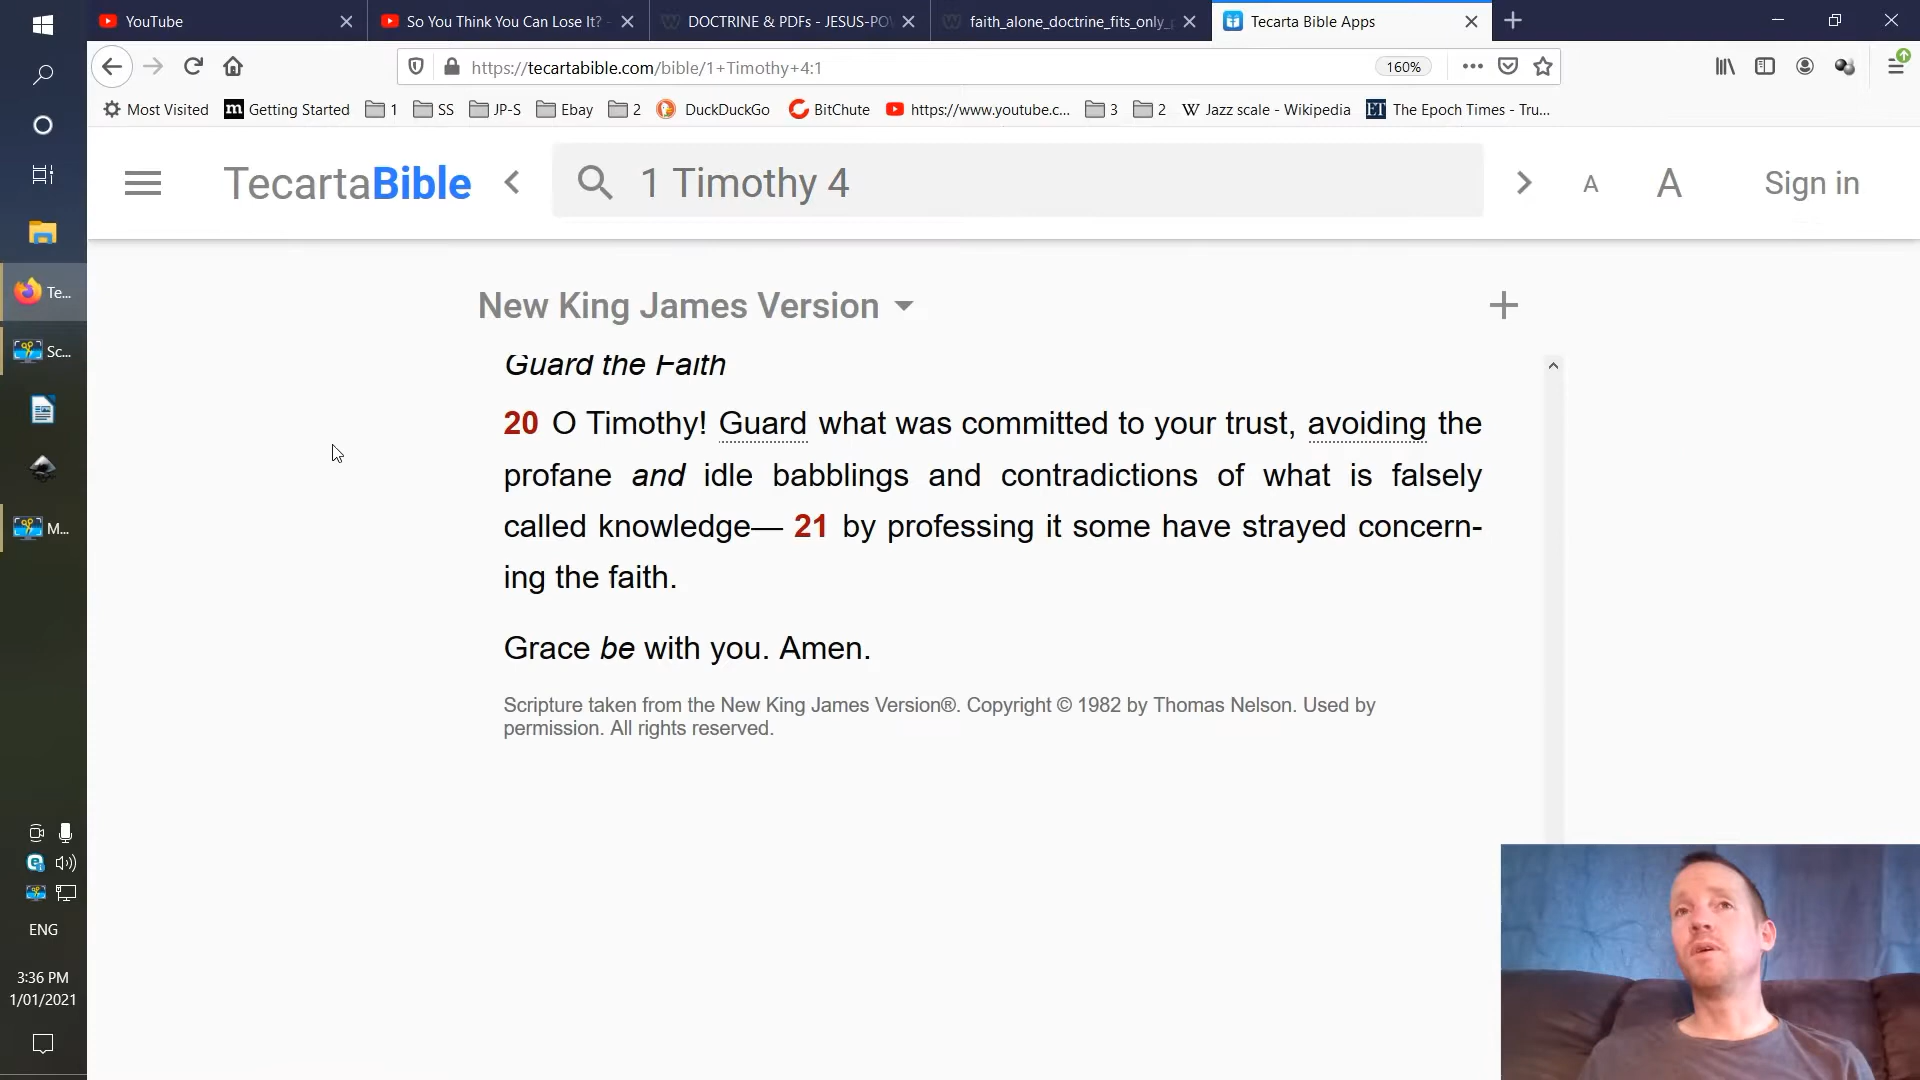 YouTube
So You Think You Can Lose It? -
DOCTRINE & PDFs - JESUS-PO
faith_alone_doctrine_fits_only_
Tecarta Bible Apps
https://tecartabible.com/bible/1+Timothy+4:1
160%
Most Visited
Getting Started
1
SS
JP-S
Ebay
2
DuckDuckGo
BitChute
https://www.youtube.c...
3
2
W Jazz scale - Wikipedia
ET The Epoch Times - Tru...
TecartaBible
1 Timothy 4
A
A
Sign in
New King James Version
Guard the Faith
20 O Timothy! Guard what was committed to your trust, avoiding the
profane and idle babblings and contradictions of what is falsely
called knowledge— 21 by professing it some have strayed concern-
ing the faith.
Grace be with you. Amen.
Scripture taken from the New King James Version®. Copyright © 1982 by Thomas Nelson. Used by
permission. All rights reserved.
Te...
Sc...
M...
ENG
3:36 PM
1/01/2021